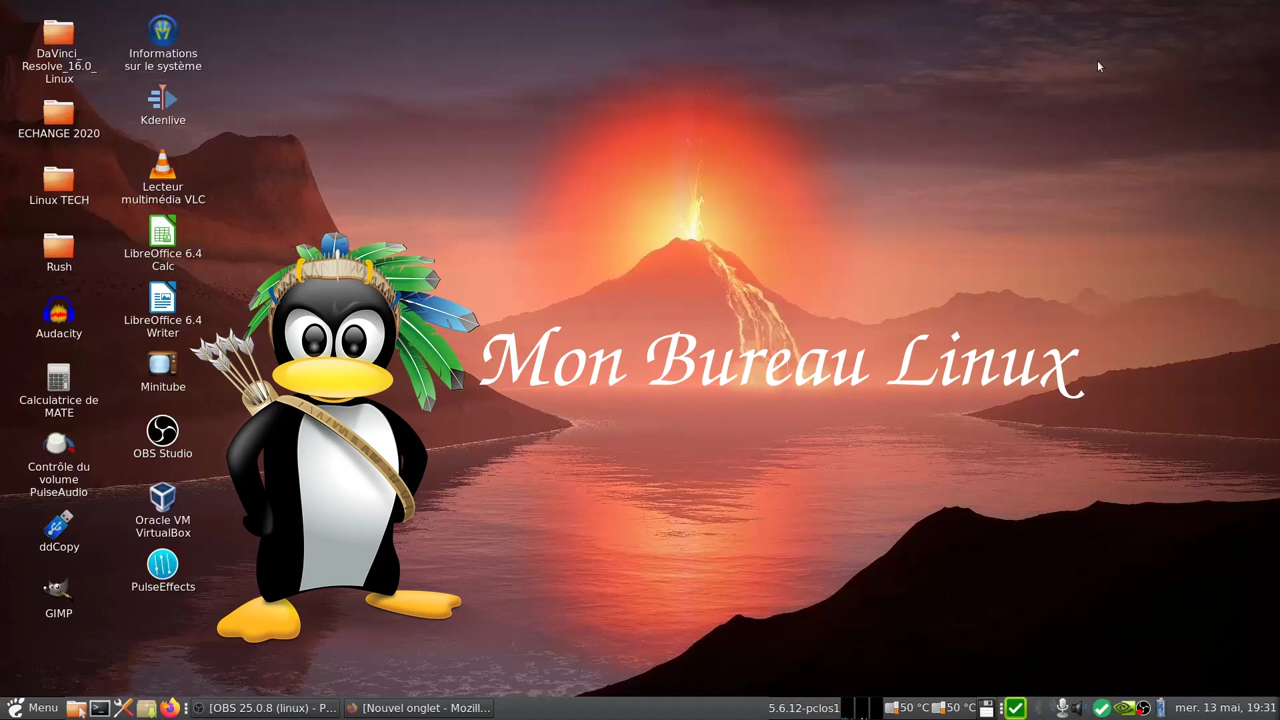 DaVinci_
Resolve_16.0_
Linux
ECHANGE 2020
Linux TECH
Rush
Audacity
Calculatrice de
MATE
Contrôle du
volume
PulseAudio
ddCopy
GIMP
Informations
sur le système
Kdenlive
Lecteur
multimédia VLC
LibreOffice 6.4
Calc
LibreOffice 6.4
Writer
Minitube
OBS Studio
Oracle VM
VirtualBox
PulseEffects
Mon Bureau Linux
Menu
[OBS 25.0.8 (linux) - P...
[Nouvel onglet - Mozill...
5.6.12-pclos1
50 °C
50 °C
mer. 13 mai, 19:31